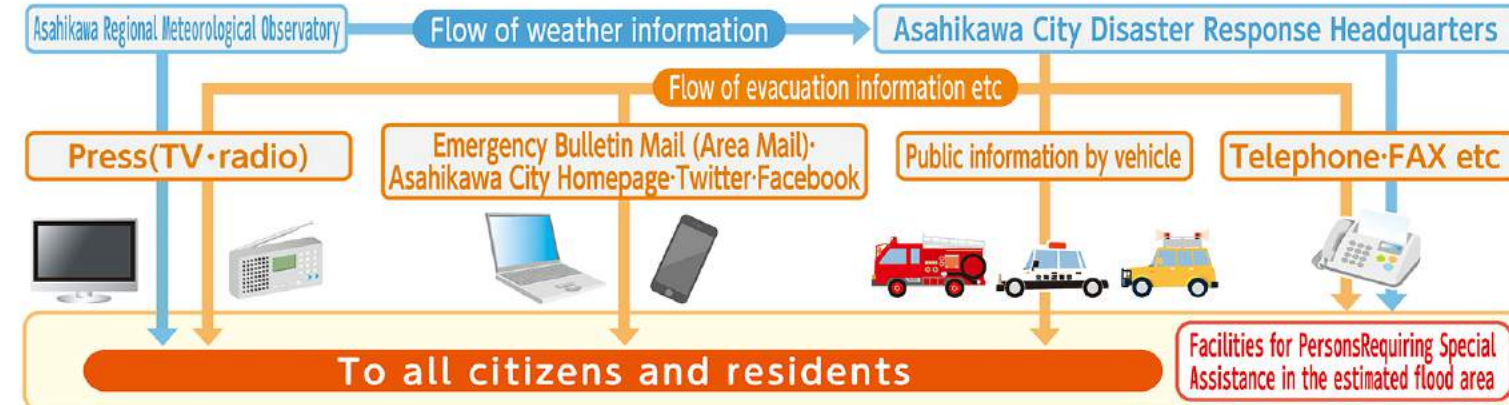 Asahikawa Regional Meteorological Observatory
Flow of weather information
Asahikawa City Disaster Response Headquarters
Flow of evacuation information etc
Press(TV・radio)
Emergency Bulletin Mail (Area Mail)・
Asahikawa City Homepage・Twitter・Facebook
Public information by vehicle
Telephone・FAX etc
To all citizens and residents
Facilities for PersonsRequiring Special
Assistance in the estimated flood area